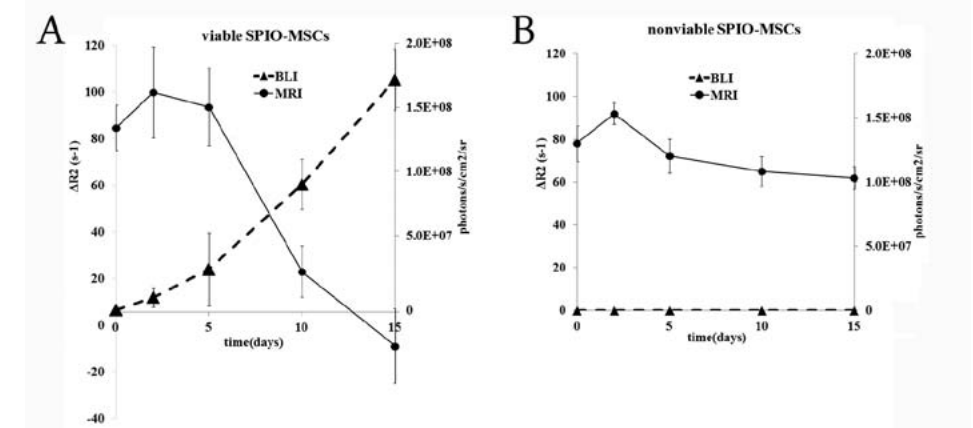 A
viable SPIO-MSCs
120
100
80
60
40
20
0
-20
-40
ΔR2 (s-1)
BLI
MRI
2.0E+08
1.5E+08
1.0E+08
5.0E+07
0
photons/s/cm2/sr
0
5
10
15
time(days)
B
nonviable SPIO-MSCs
120
100
80
60
40
20
0
ΔR2 (s-1)
BLI
MRI
2.0E+08
1.5E+08
1.0E+08
5.0E+07
0
photons/s/cm2/sr
0
5
10
15
time(days)